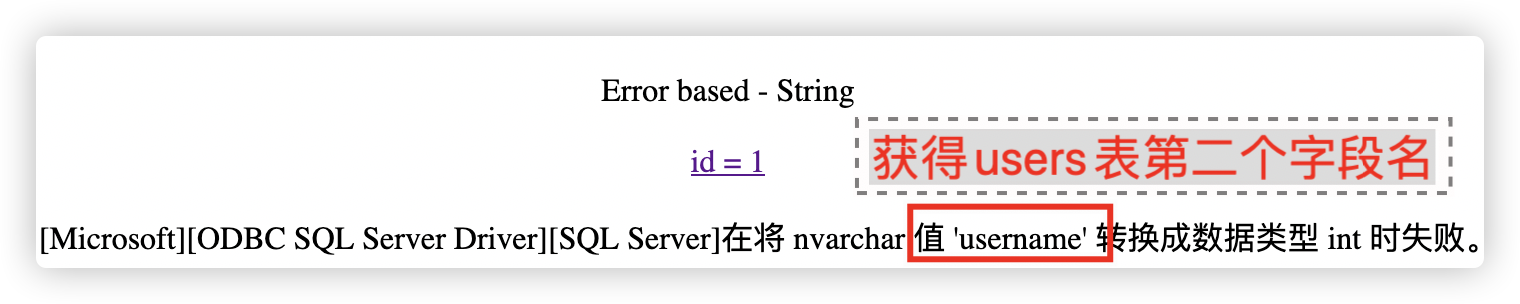 Error based - String
id = 1
获得users表第二个字段名
[Microsoft][ODBC SQL Server Driver][SQL Server]在将 nvarchar 值 'username' 转换成数据类型 int 时失败。